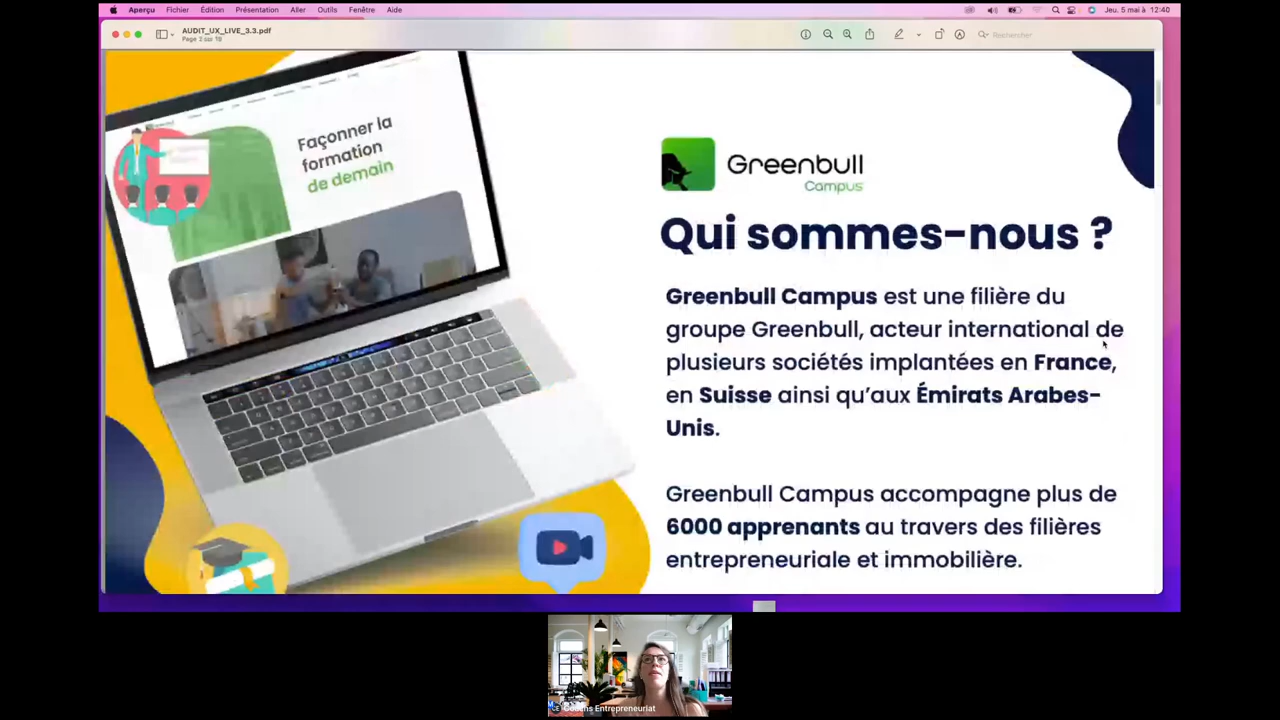 Aperçu Fichier Édition Présentation Aller Outils Fenêtre Aide
Jeu. 5 mai à 12:40
AUDIT_UX_LIVE_3.3.pdf
Rechercher
Façonner la
formation
de demain
Greenbull
Campus
Qui sommes-nous ?
Greenbull Campus est une filière du
groupe Greenbull, acteur international de
plusieurs sociétés implantées en France,
en Suisse ainsi qu’aux Émirats Arabes-
Unis.
Greenbull Campus accompagne plus de
6000 apprenants au travers des filières
entrepreneuriale et immobilière.
Entrepreneuriat